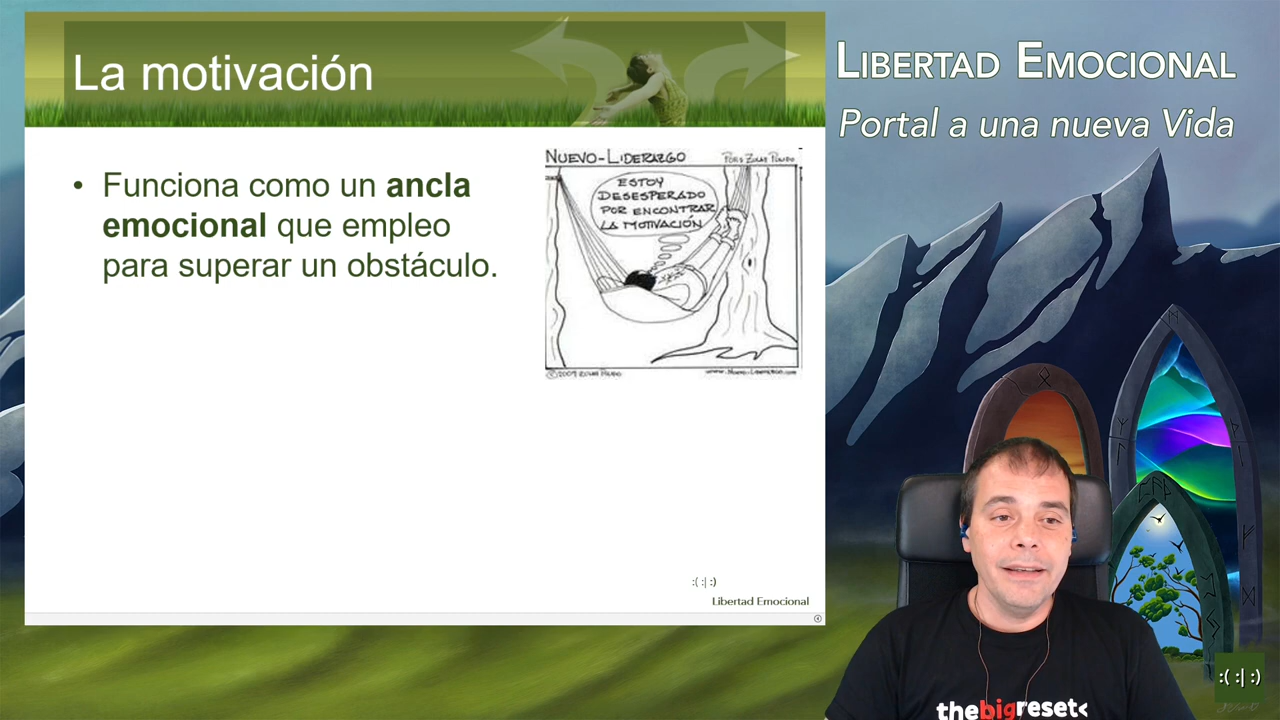 La motivación
• Funciona como un ancla
emocional que empleo
para superar un obstáculo.
NUEVO-LIDERAZGO
ESTOY
DESESPERADO
POR ENCONTRAR
LA MOTIVACIÓN
:( :| :)
Libertad Emocional
LIBERTAD EMOCIONAL
Portal a una nueva Vida
thebigreset<
:( :| :)